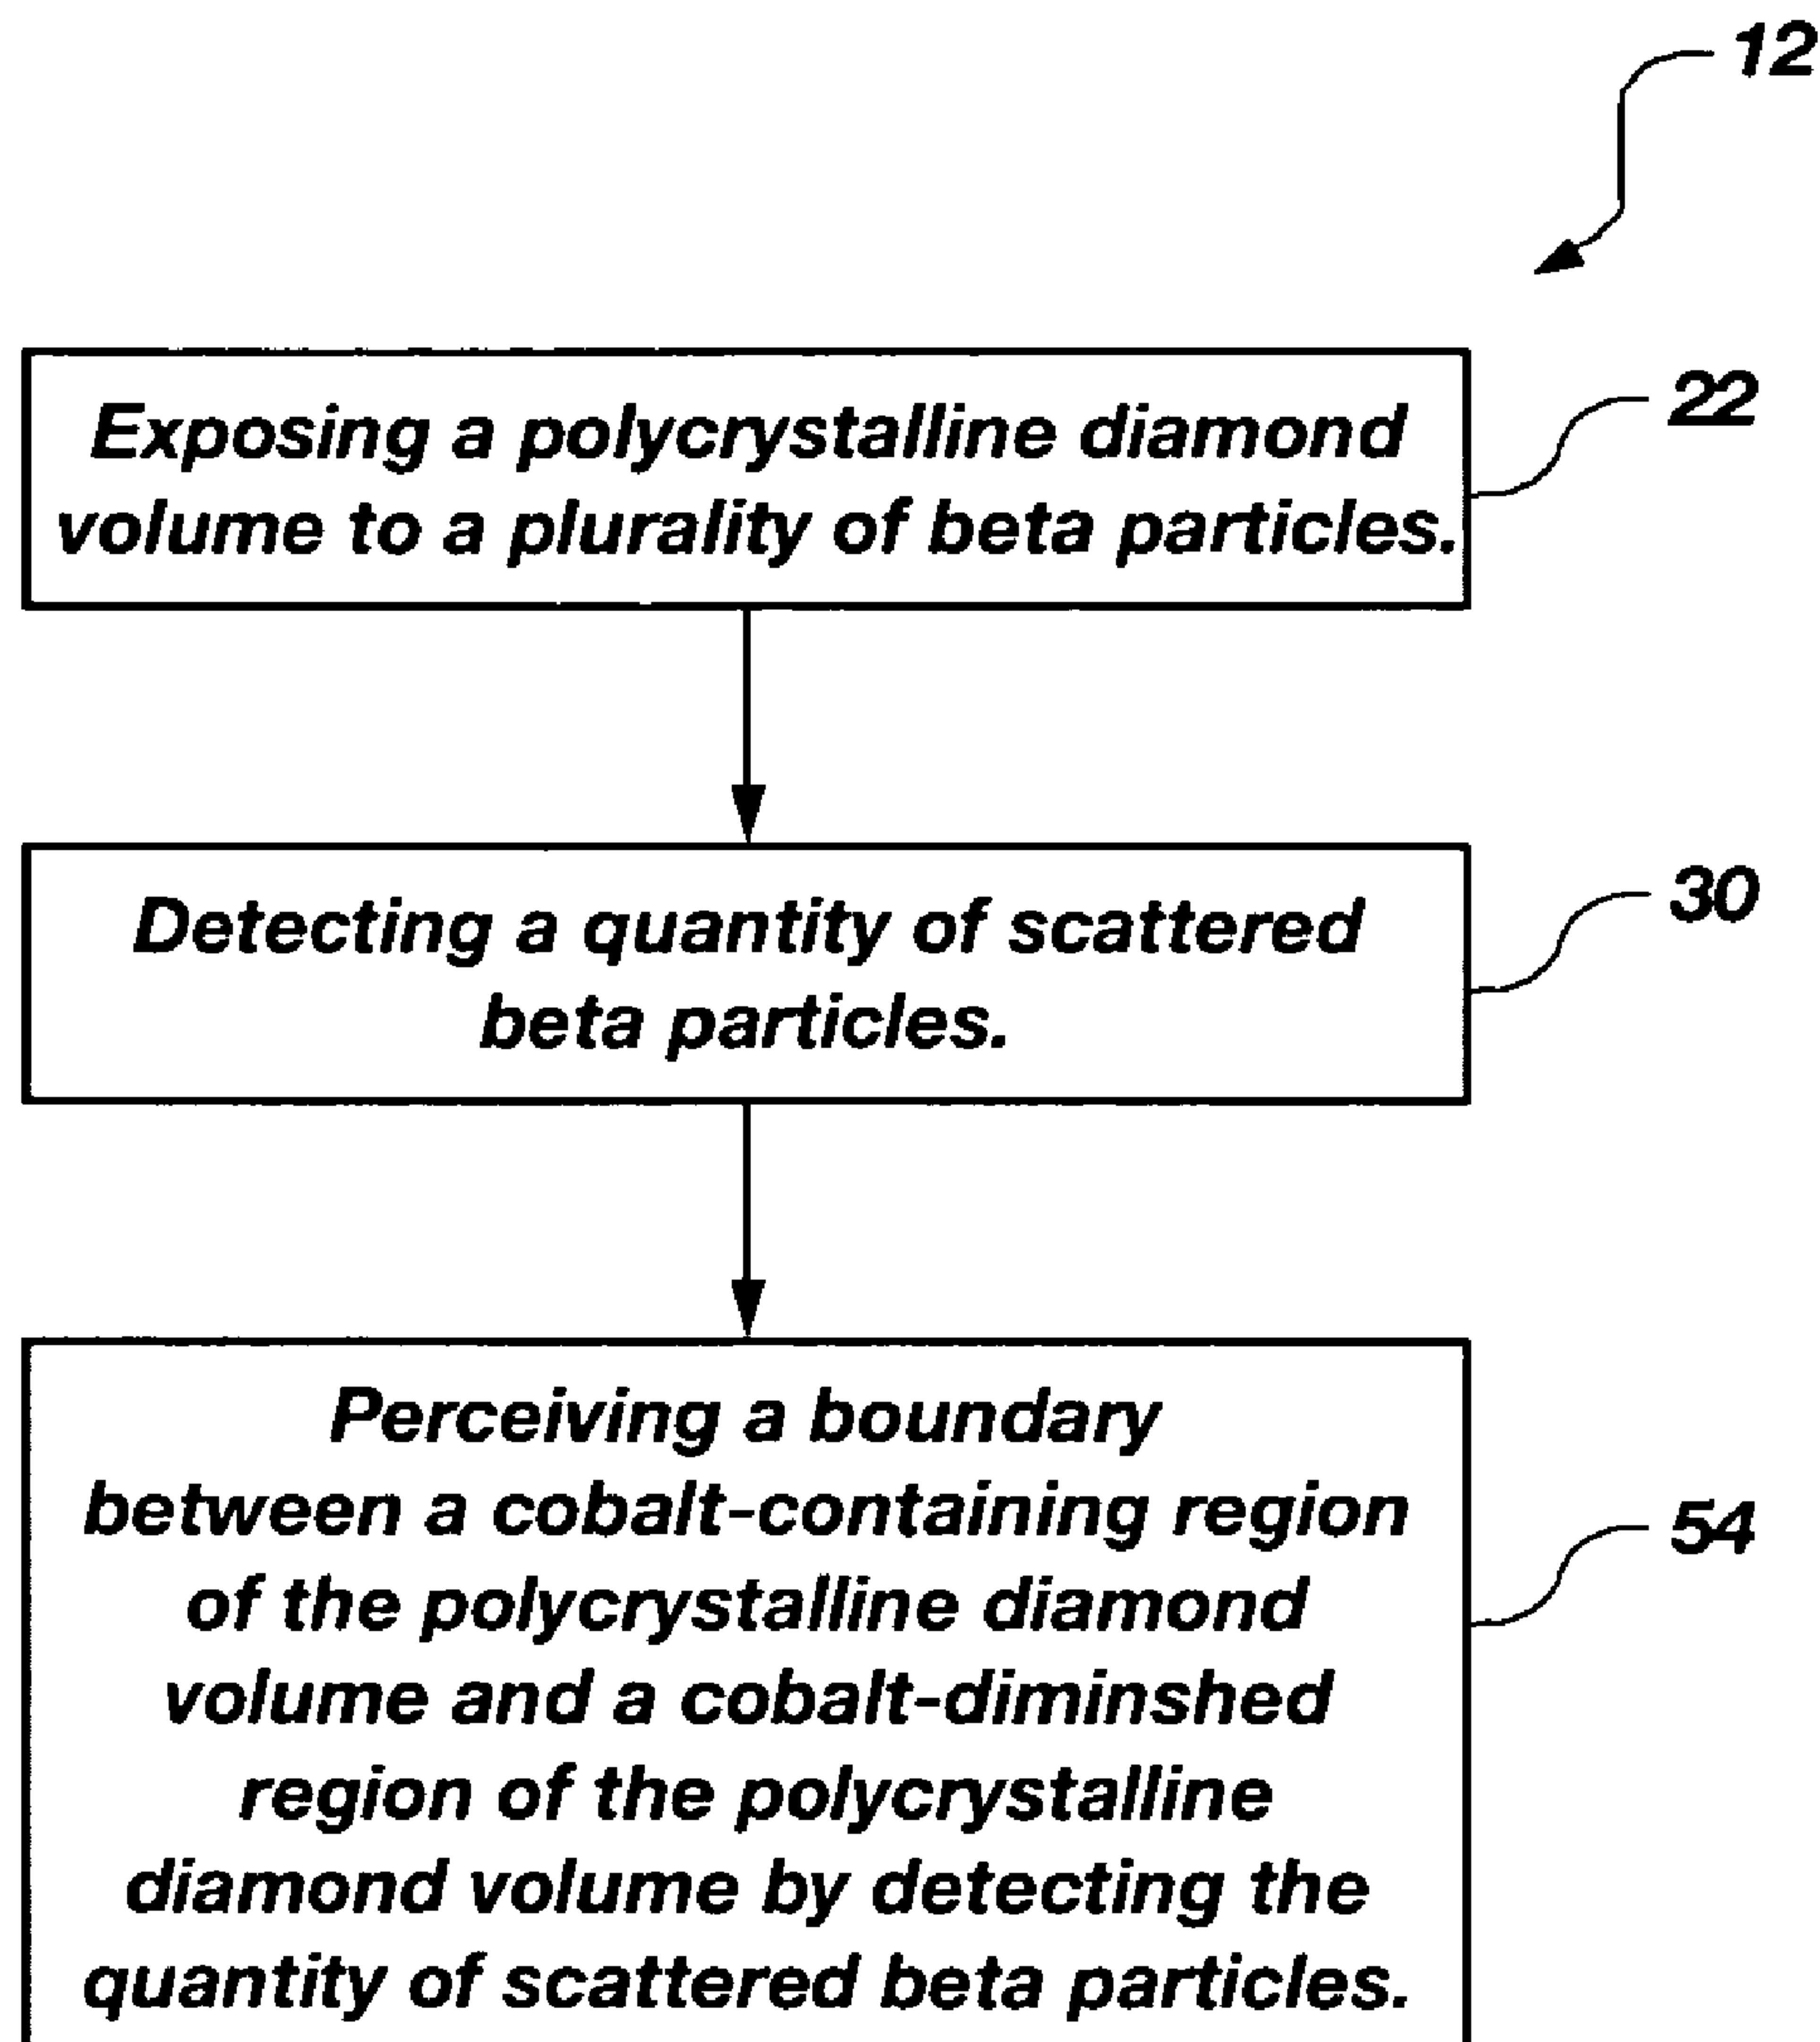 12
Exposing a polycrystalline diamond
volume to a plurality of beta particles.
22
Detecting a quantity of scattered
beta particles.
30
Perceiving a boundary
between a cobalt-containing region
of the polycrystalline diamond
volume and a cobalt-diminshed
region of the polycrystalline
diamond volume by detecting the
quantity of scattered beta particles.
54